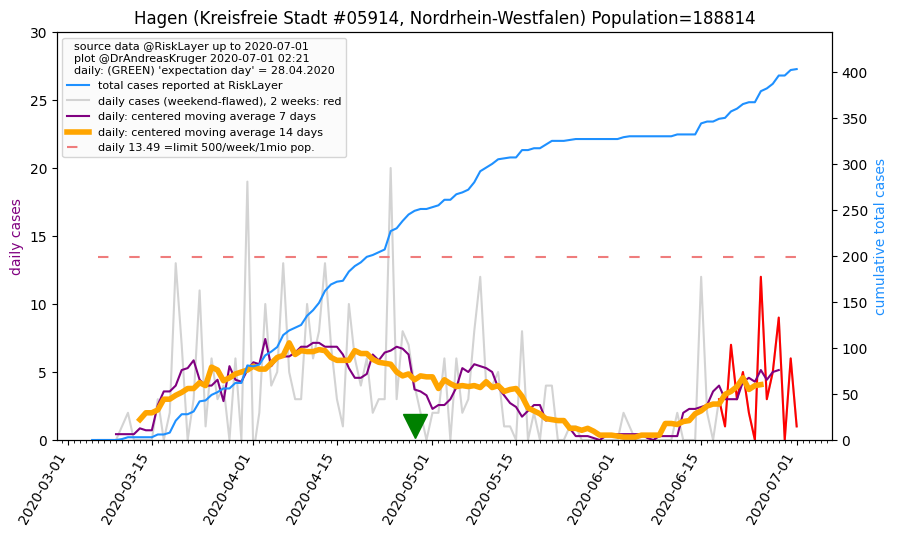 Hagen (Kreisfreie Stadt #05914, Nordrhein-Westfalen) Population=188814
source data @RiskLayer up to 2020-07-01
plot @DrAndreasKruger 2020-07-01 02:21
daily: (GREEN) 'expectation day' = 28.04.2020
total cases reported at RiskLayer
daily cases (weekend-flawed), 2 weeks: red
daily: centered moving average 7 days
daily: centered moving average 14 days
daily 13.49 =limit 500/week/1mio pop.
daily cases
30
25
20
15
10
5
0
cumulative total cases
400
350
300
250
200
150
100
50
0
2020-03-01
2020-03-15
2020-04-01
2020-04-15
2020-05-01
2020-05-15
2020-06-01
2020-06-15
2020-07-01